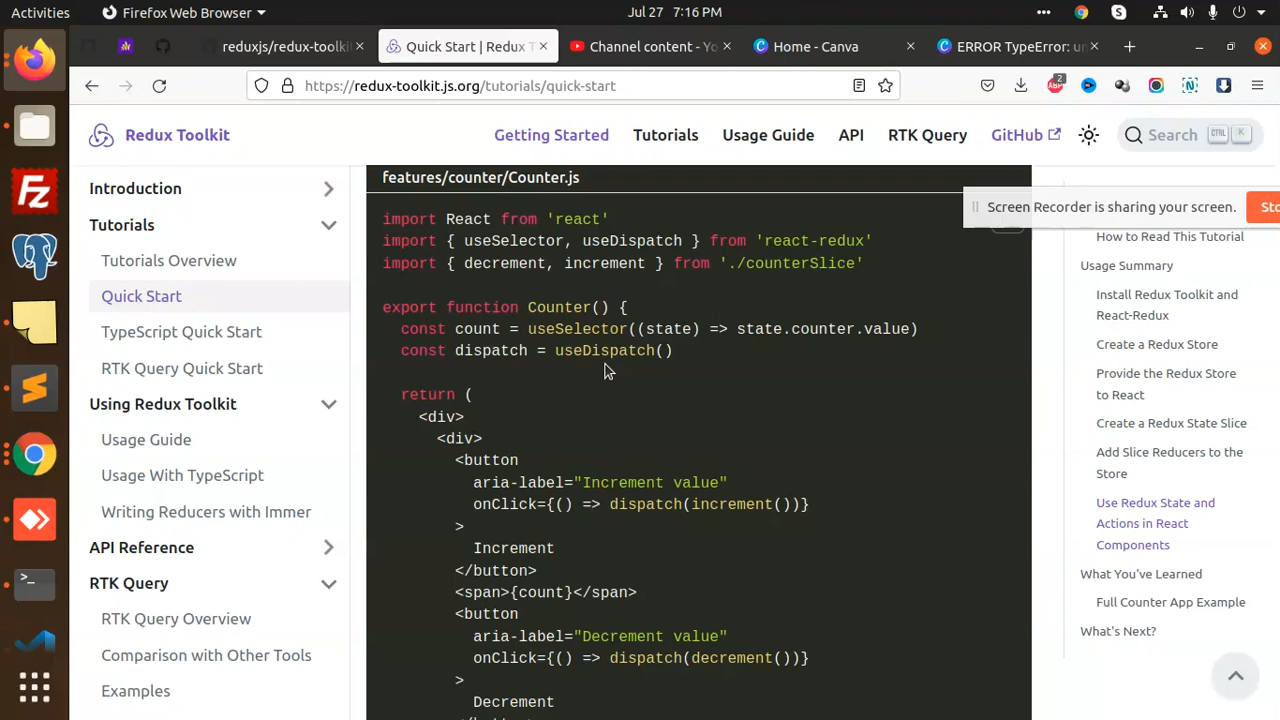 Activities
Firefox Web Browser
Jul 27 7:16 PM
reduxjs/redux-toolki
Quick Start | Redux T
Channel content - Yo
Home - Canva
ERROR TypeError: un
https://redux-toolkit.js.org/tutorials/quick-start
2
Redux Toolkit
Getting Started
Tutorials
Usage Guide
API
RTK Query
GitHub
Search
CTRL
K
Introduction
Tutorials
Tutorials Overview
Quick Start
TypeScript Quick Start
RTK Query Quick Start
Using Redux Toolkit
Usage Guide
Usage With TypeScript
Writing Reducers with Immer
API Reference
RTK Query
RTK Query Overview
Comparison with Other Tools
Examples
features/counter/Counter.js
import React from 'react'
import { useSelector, useDispatch } from 'react-redux'
import { decrement, increment } from './counterSlice'
export function Counter() {
const count = useSelector((state) => state.counter.value)
const dispatch = useDispatch()
return (
<div>
<div>
<button
aria-label="Increment value"
onClick={() => dispatch(increment())}
>
Increment
</button>
<span>{count}</span>
<button
aria-label="Decrement value"
onClick={() => dispatch(decrement())}
>
Decrement
Screen Recorder is sharing your screen.
Sto
How to Read This Tutorial
Usage Summary
Install Redux Toolkit and
React-Redux
Create a Redux Store
Provide the Redux Store
to React
Create a Redux State Slice
Add Slice Reducers to the
Store
Use Redux State and
Actions in React
Components
What You've Learned
Full Counter App Example
What's Next?